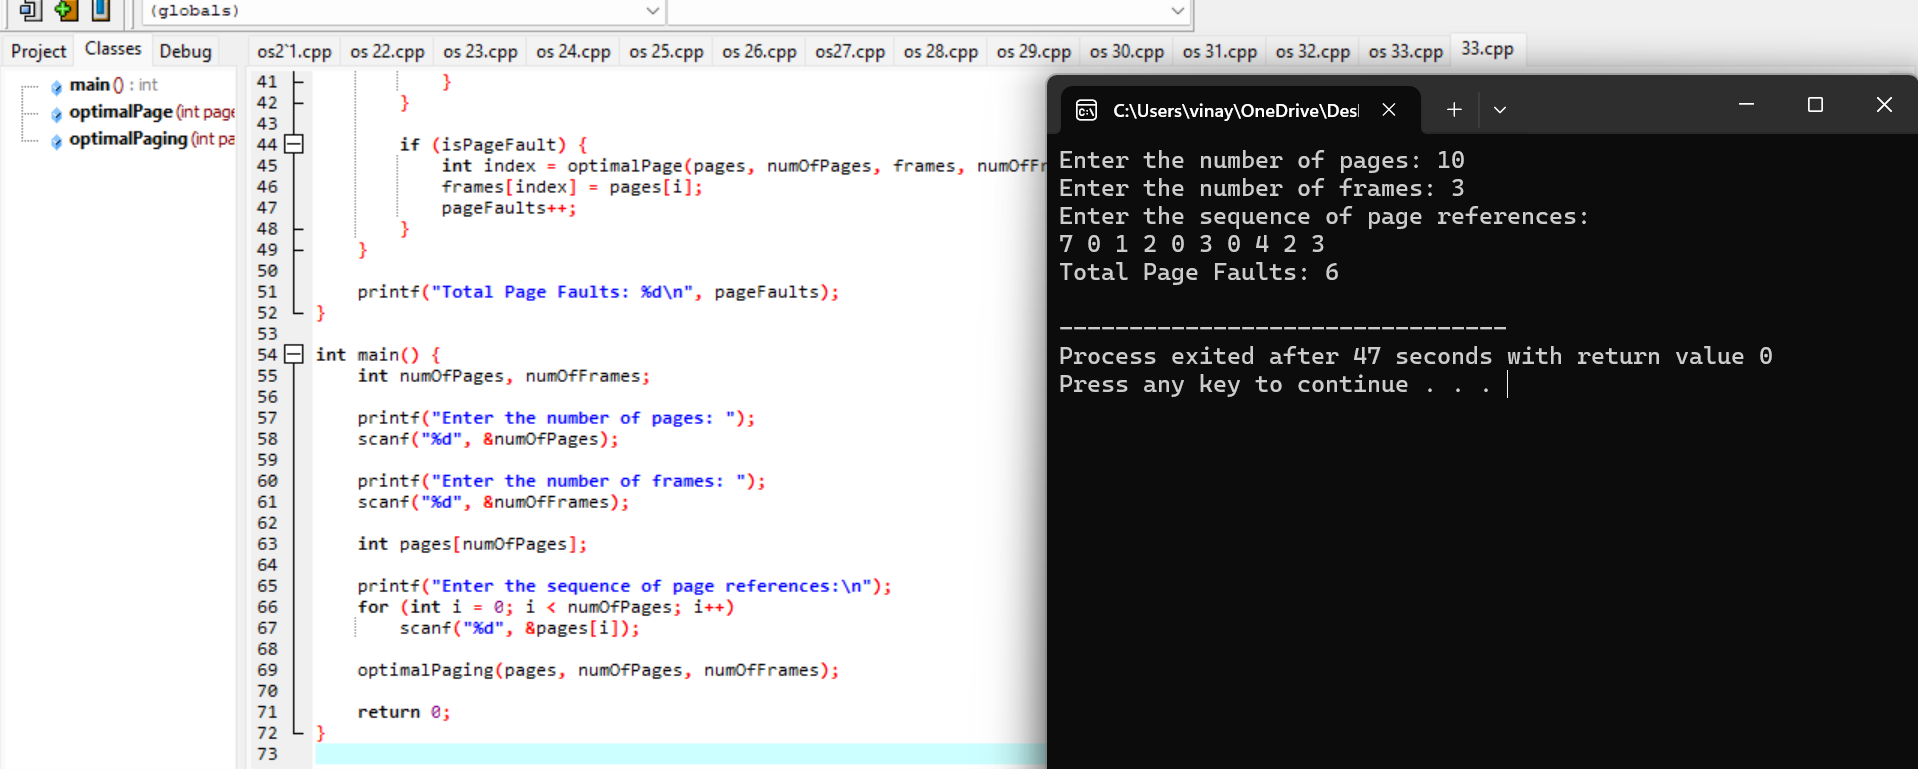 (globals)
Project Classes Debug
os2`1.cpp os 22.cpp os 23.cpp os 24.cpp os 25.cpp os 26.cpp os27.cpp os 28.cpp os 29.cpp os 30.cpp os 31.cpp os 32.cpp os 33.cpp 33.cpp
main () : int
optimalPage (int page
optimalPaging (int pa
41 }
42 }
43
44 if (isPageFault) {
45 int index = optimalPage(pages, numOfPages, frames, numOfFr
46 frames[index] = pages[i];
47 pageFaults++;
48 }
49 }
50
51 printf("Total Page Faults: %d\n", pageFaults);
52 }
53
54 int main() {
55 int numOfPages, numOfFrames;
56
57 printf("Enter the number of pages: ");
58 scanf("%d", &numOfPages);
59
60 printf("Enter the number of frames: ");
61 scanf("%d", &numOfFrames);
62
63 int pages[numOfPages];
64
65 printf("Enter the sequence of page references:\n");
66 for (int i = 0; i < numOfPages; i++)
67 scanf("%d", &pages[i]);
68
69 optimalPaging(pages, numOfPages, numOfFrames);
70
71 return 0;
72 }
73
C:\Users\vinay\OneDrive\Des
Enter the number of pages: 10
Enter the number of frames: 3
Enter the sequence of page references:
7 0 1 2 0 3 0 4 2 3
Total Page Faults: 6
--------------------------------
Process exited after 47 seconds with return value 0
Press any key to continue . . .